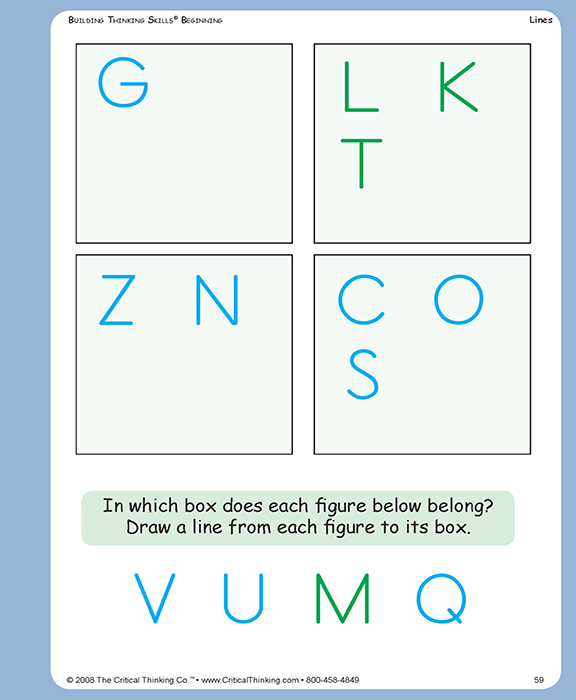 Building Thinking Skills® Beginning Lines
G
L K
T
Z N
C O
S
In which box does each figure below belong?
Draw a line from each figure to its box.
V U M Q
© 2008 The Critical Thinking Co.™ • www.CriticalThinking.com • 800-458-4849 59